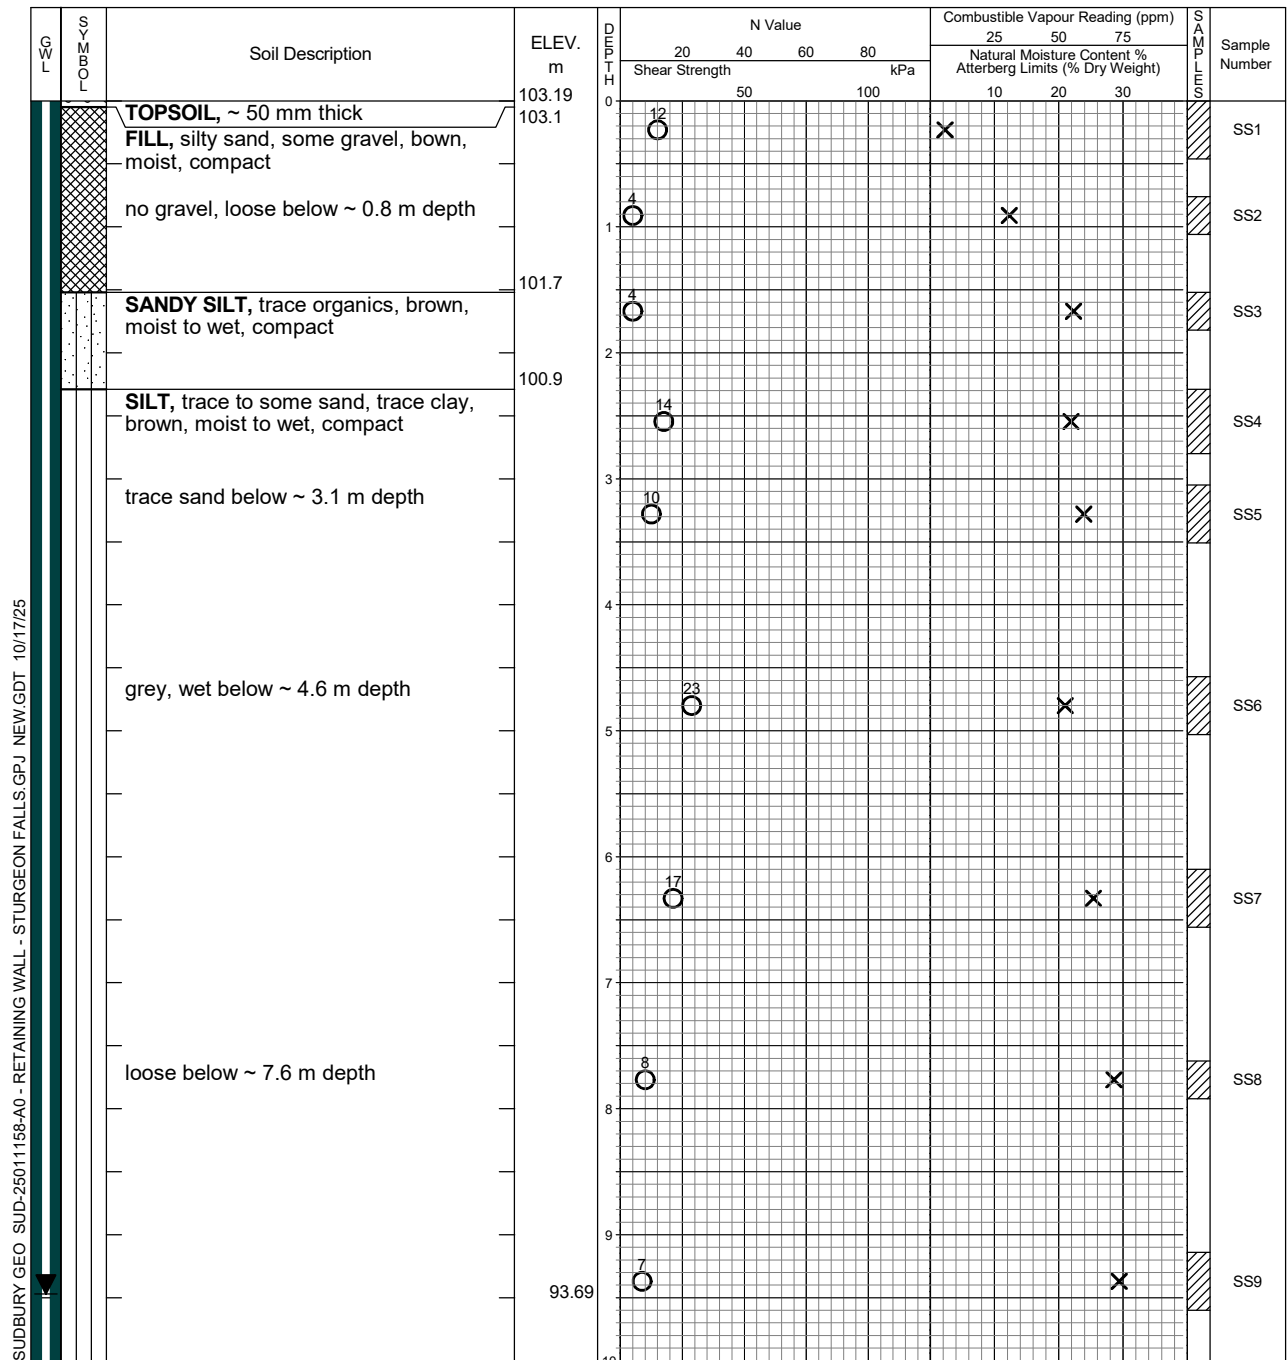 GWL
SYMBOL
Soil Description
ELEV.
m
DEPTH
N Value
20 40 60 80
Shear Strength kPa
50 100
Combustible Vapour Reading (ppm)
25 50 75
Natural Moisture Content %
Atterberg Limits (% Dry Weight)
10 20 30
SAMPLES
Sample
Number
103.19
0
TOPSOIL, ~ 50 mm thick
103.1
12
SS1
FILL, silty sand, some gravel, bown,
moist, compact
no gravel, loose below ~ 0.8 m depth
4
SS2
1
101.7
SANDY SILT, trace organics, brown,
moist to wet, compact
4
SS3
2
100.9
SILT, trace to some sand, trace clay,
brown, moist to wet, compact
14
SS4
3
trace sand below ~ 3.1 m depth
10
SS5
4
grey, wet below ~ 4.6 m depth
23
SS6
5
6
17
SS7
7
loose below ~ 7.6 m depth
8
SS8
8
9
7
SS9
93.69
10
SUDBURY GEO SUD-25011158-A0 - RETAINING WALL - STURGEON FALLS.GPJ NEW.GDT 10/17/25